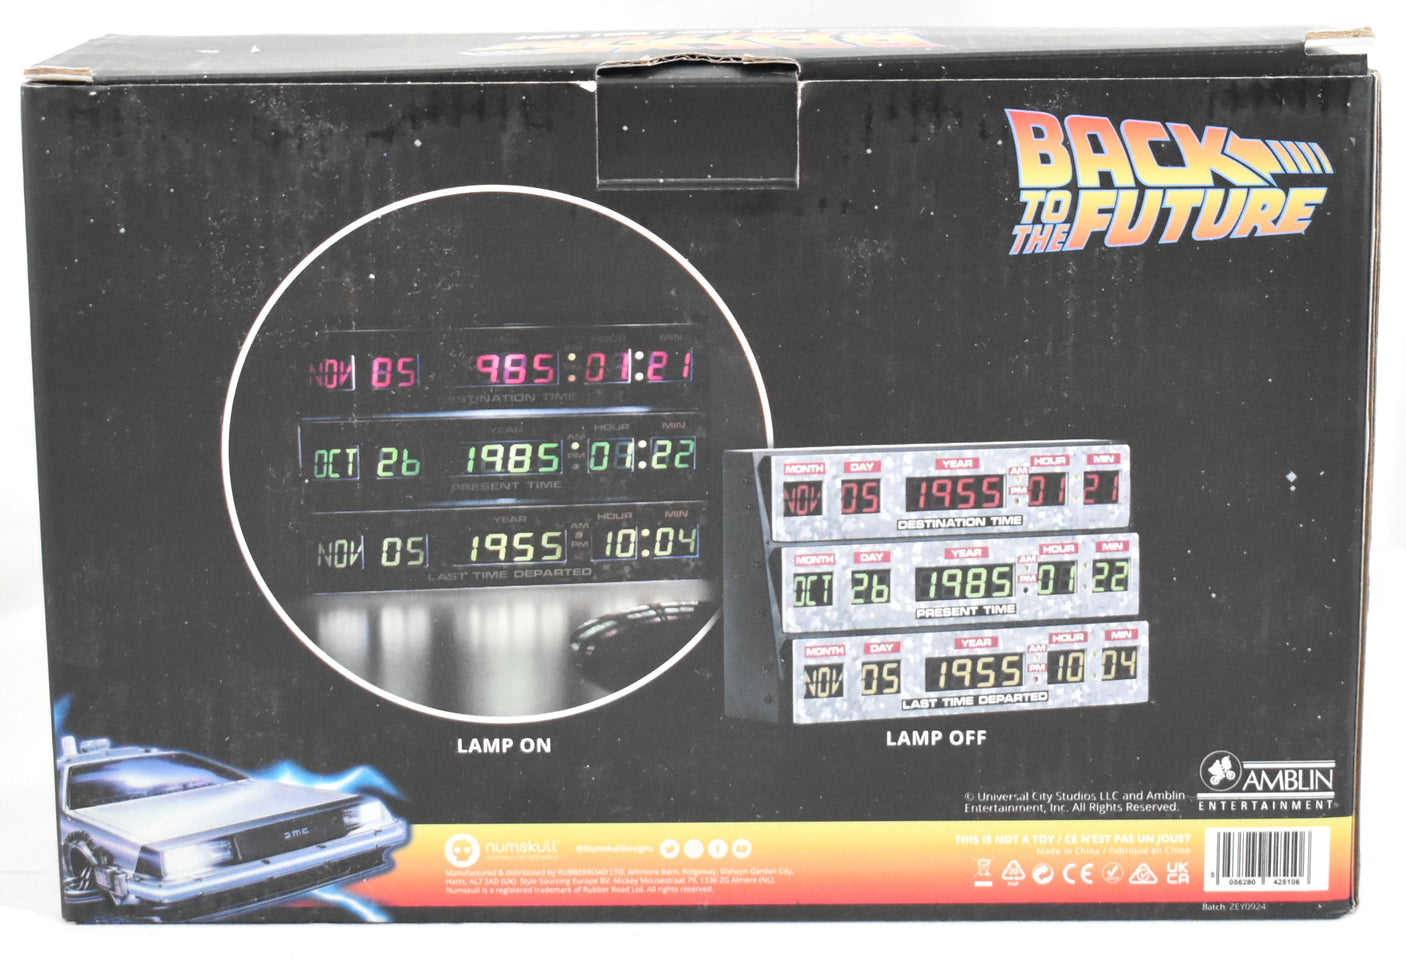 BACK
TO
THE FUTURE
HOUR MIN
NOV 05 985 : 01:21
DESTINATION TIME
YEAR AM PM HOUR MIN
OCT 26 1985 : 01:22
PRESENT TIME
YEAR AM PM HOUR MIN
NOV 05 1955 10:04
LAST TIME DEPARTED
LAMP ON
MONTH DAY YEAR AM PM HOUR MIN
NOV 05 1955 01 21
DESTINATION TIME
MONTH DAY YEAR AM PM HOUR MIN
OCT 26 1985 : 01 22
PRESENT TIME
MONTH DAY YEAR AM PM HOUR MIN
NOV 05 1955 10 04
LAST TIME DEPARTED
LAMP OFF
© Universal City Studios LLC and Amblin
Entertainment, Inc. All Rights Reserved.
AMBLIN
ENTERTAINMENT
DMC
numskull
@NumskullDesigns
Manufactured & distributed by RUBBERROAD LTD, Attimore Barn, Ridgeway, Welwyn Garden City,
Herts, AL7 2AD (UK). Style Sourcing Europe BV, Mickey Mousestraat 79, 1336 ZG Almere (NL).
Numskull is a registered trademark of Rubber Road Ltd. All rights reserved.
THIS IS NOT A TOY / CE N'EST PAS UN JOUET
Made in China / Fabriqué en Chine
20
PAP
CE
UK
CA
5 056280 425106
Batch: ZEY0924